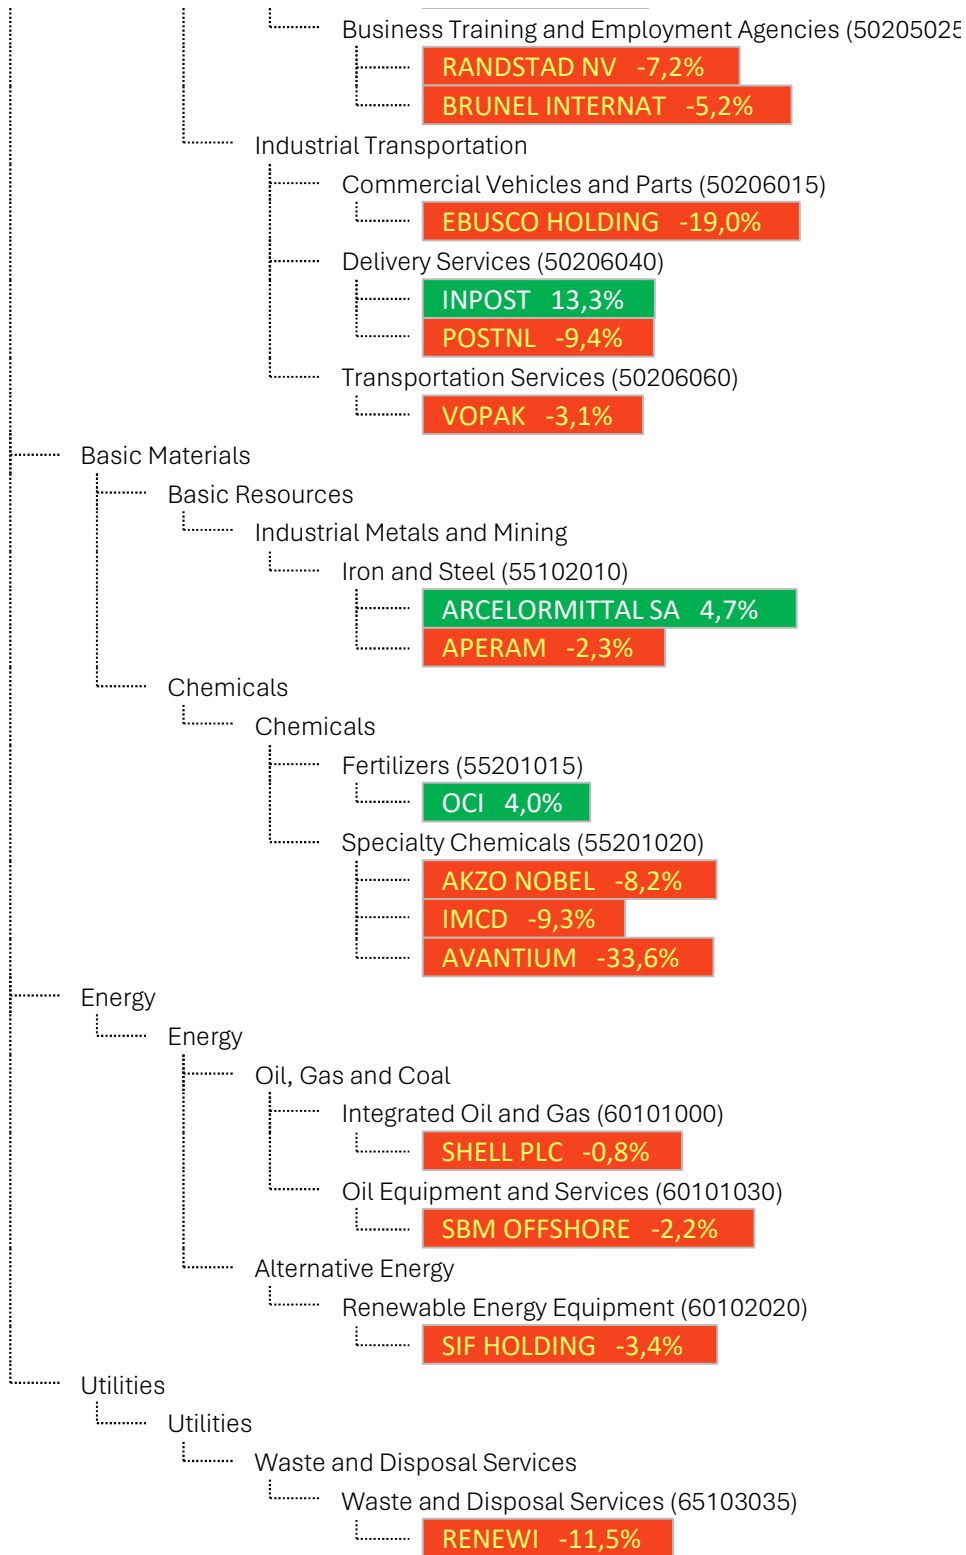 Business Training and Employment Agencies (50205025
RANDSTAD NV -7,2%
BRUNEL INTERNAT -5,2%
Industrial Transportation
Commercial Vehicles and Parts (50206015)
EBUSCO HOLDING -19,0%
Delivery Services (50206040)
INPOST 13,3%
POSTNL -9,4%
Transportation Services (50206060)
VOPAK -3,1%
Basic Materials
Basic Resources
Industrial Metals and Mining
Iron and Steel (55102010)
ARCELORMITTAL SA 4,7%
APERAM -2,3%
Chemicals
Chemicals
Fertilizers (55201015)
OCI 4,0%
Specialty Chemicals (55201020)
AKZO NOBEL -8,2%
IMCD -9,3%
AVANTIUM -33,6%
Energy
Energy
Oil, Gas and Coal
Integrated Oil and Gas (60101000)
SHELL PLC -0,8%
Oil Equipment and Services (60101030)
SBM OFFSHORE -2,2%
Alternative Energy
Renewable Energy Equipment (60102020)
SIF HOLDING -3,4%
Utilities
Utilities
Waste and Disposal Services
Waste and Disposal Services (65103035)
RENEWI -11,5%